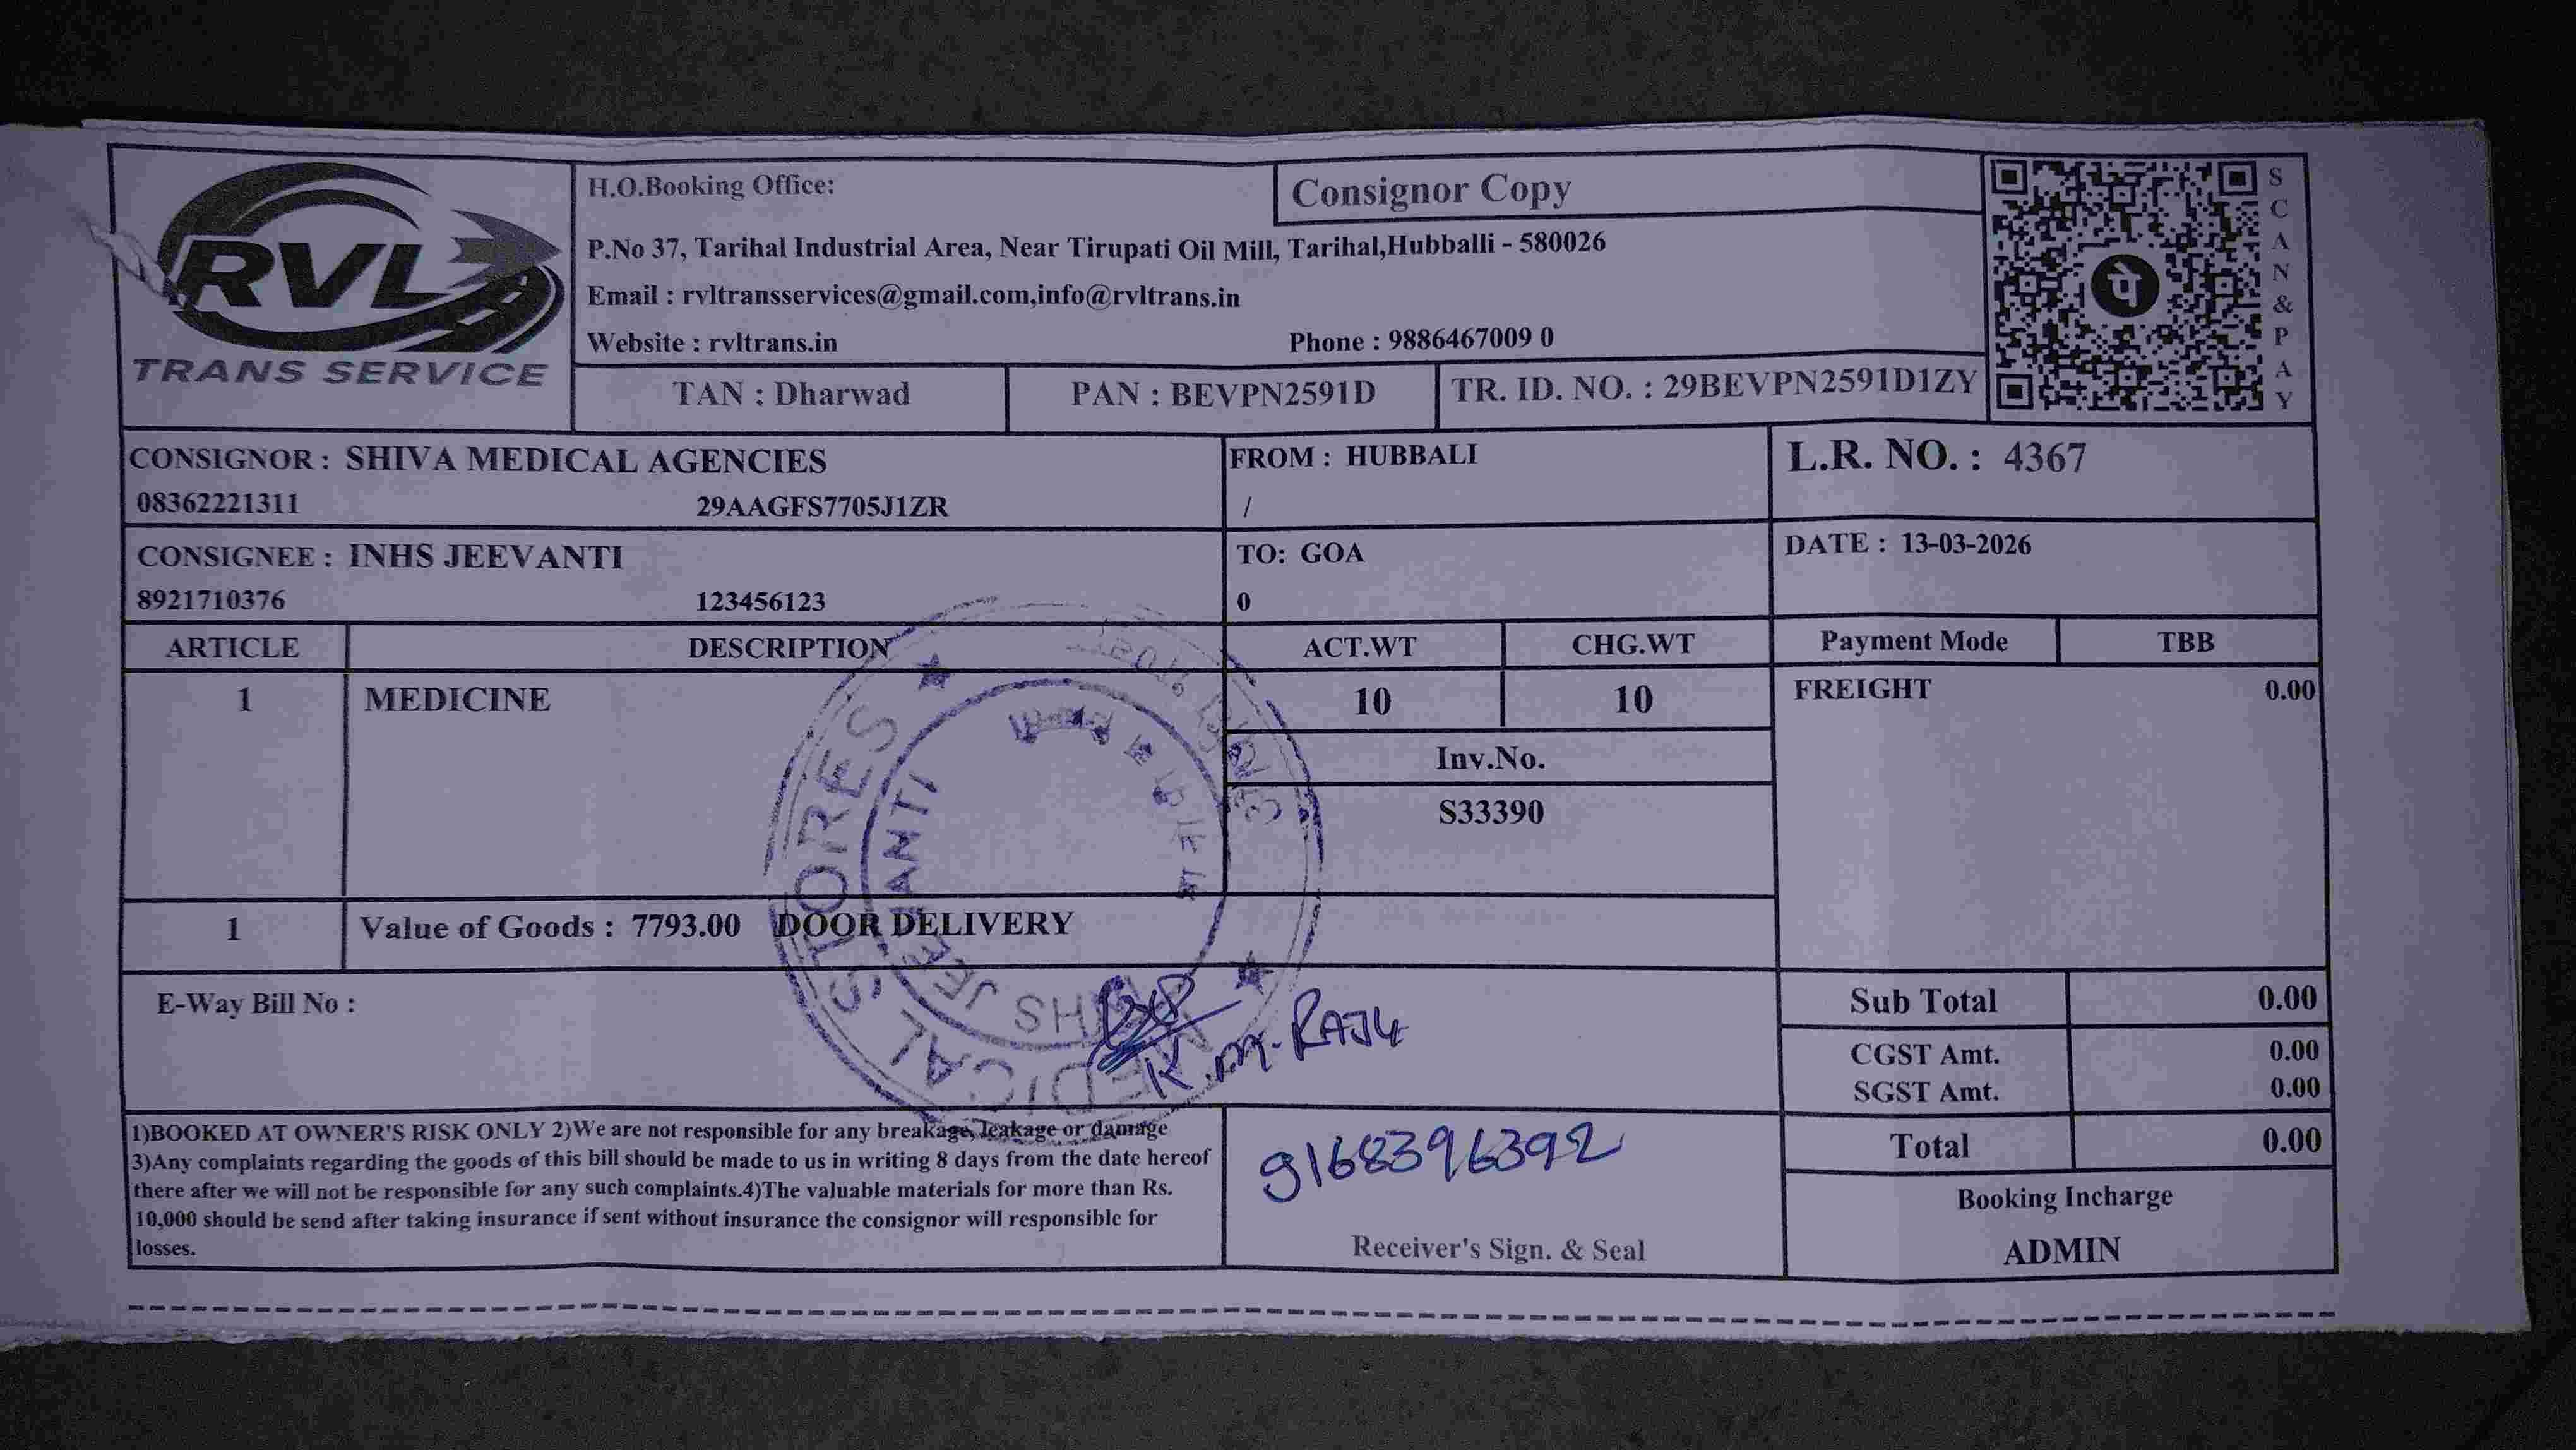 RVL
TRANS SERVICE
H.O.Booking Office:
Consignor Copy
P.No 37, Tarihal Industrial Area, Near Tirupati Oil Mill, Tarihal,Hubballi - 580026
Email : rvltransservices@gmail.com,info@rvltrans.in
Website : rvltrans.in Phone : 9886467009 0
TAN : Dharwad PAN : BEVPN2591D TR. ID. NO. : 29BEVPN2591D1ZY
SCAN & PAY
पे
CONSIGNOR : SHIVA MEDICAL AGENCIES FROM : HUBBALI L.R. NO. : 4367
08362221311 29AAGFS7705J1ZR /
CONSIGNEE : INHS JEEVANTI TO: GOA DATE : 13-03-2026
8921710376 123456123 0
ARTICLE DESCRIPTION ACT.WT CHG.WT Payment Mode TBB
1 MEDICINE 10 10 FREIGHT 0.00
Inv.No.
S33390
1 Value of Goods : 7793.00 DOOR DELIVERY
E-Way Bill No :
Sub Total 0.00
CGST Amt. 0.00
SGST Amt. 0.00
Total 0.00
MEDICAL STORES
INHS JEEVANTI
K.M. RAJU
9168396392
1)BOOKED AT OWNER'S RISK ONLY 2)We are not responsible for any breakage, leakage or damage
3)Any complaints regarding the goods of this bill should be made to us in writing 8 days from the date hereof
there after we will not be responsible for any such complaints.4)The valuable materials for more than Rs.
10,000 should be send after taking insurance if sent without insurance the consignor will responsible for
losses.
Receiver's Sign. & Seal
Booking Incharge
ADMIN